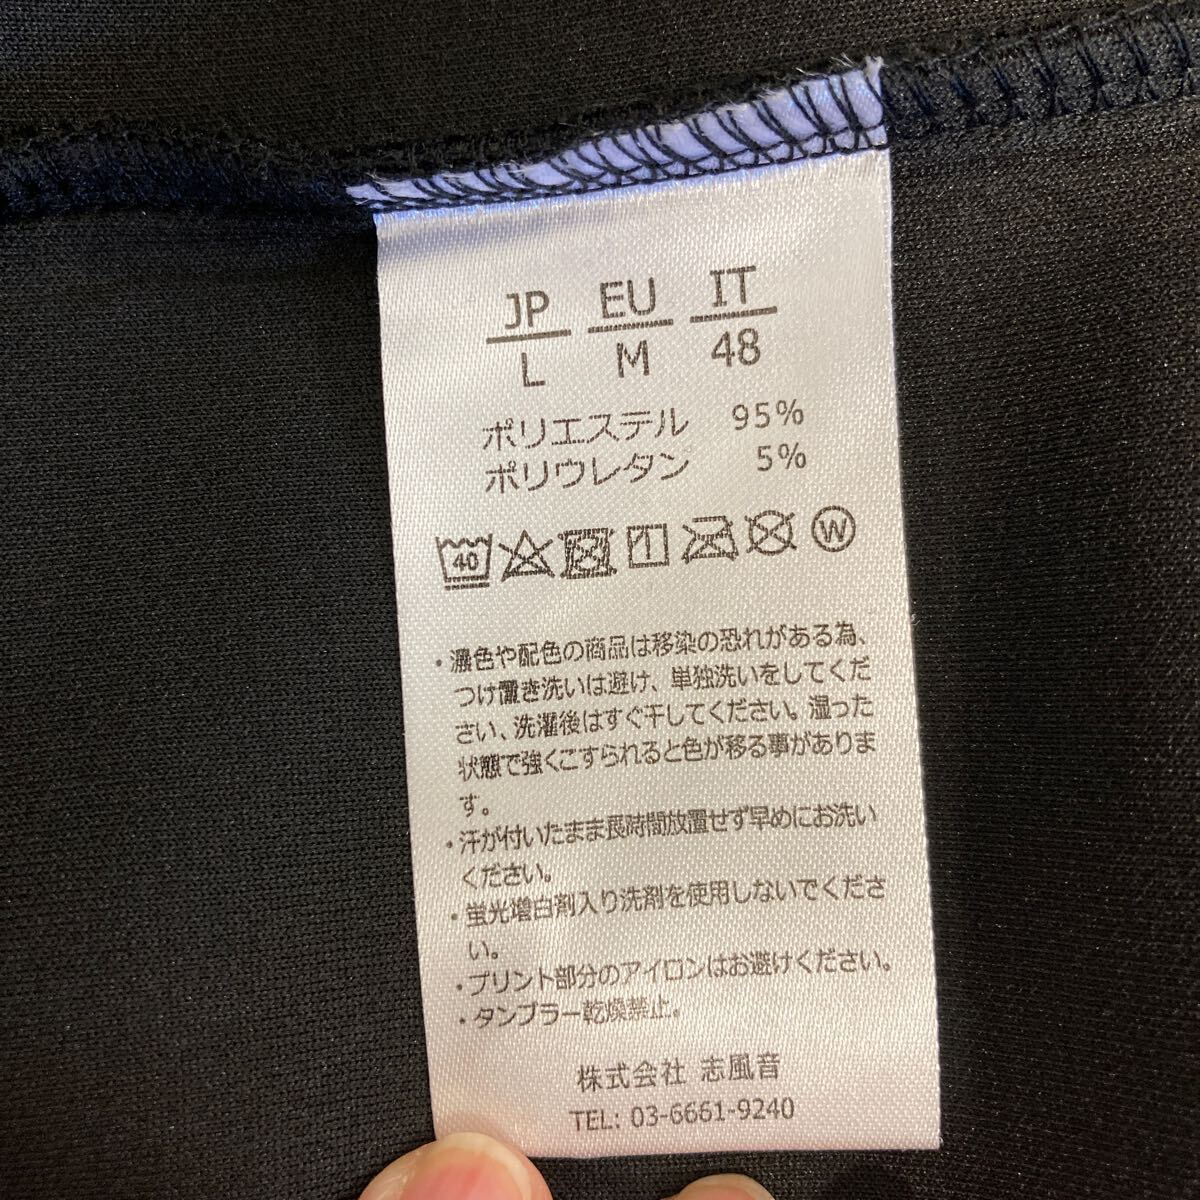 JP EU IT
L M 48
ポリエステル 95%
ポリウレタン 5%
40 W
・濃色や配色の商品は移染の恐れがある為、
つけ置き洗いは避け、単独洗いをしてくだ
さい、洗濯後はすぐ干してください。湿った
状態で強くこすられると色が移る事がありま
す。
・汗が付いたまま長時間放置せず早めにお洗い
ください。
・蛍光増白剤入り洗剤を使用しないでくださ
い。
・プリント部分のアイロンはお避けください。
・タンブラー乾燥禁止。
株式会社 志風音
TEL: 03-6661-9240